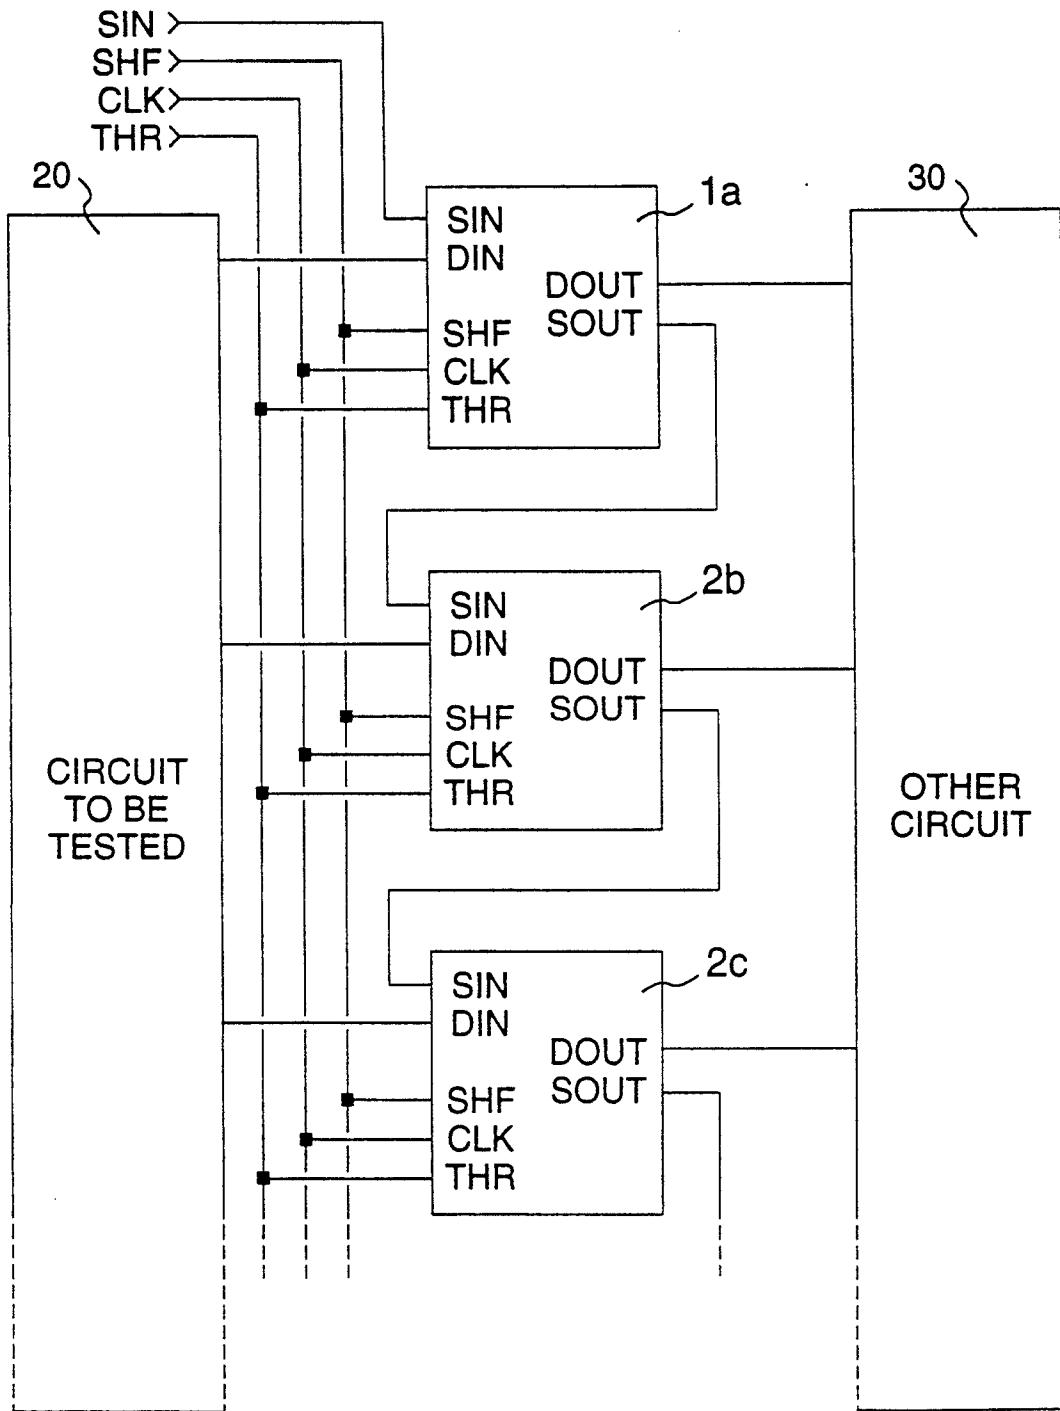 SIN
SHF
CLK
THR
20
1a
30
SIN
DIN
DOUT
SOUT
SHF
CLK
THR
2b
SIN
DIN
DOUT
SOUT
SHF
CLK
THR
CIRCUIT
TO BE
TESTED
OTHER
CIRCUIT
2c
SIN
DIN
DOUT
SOUT
SHF
CLK
THR